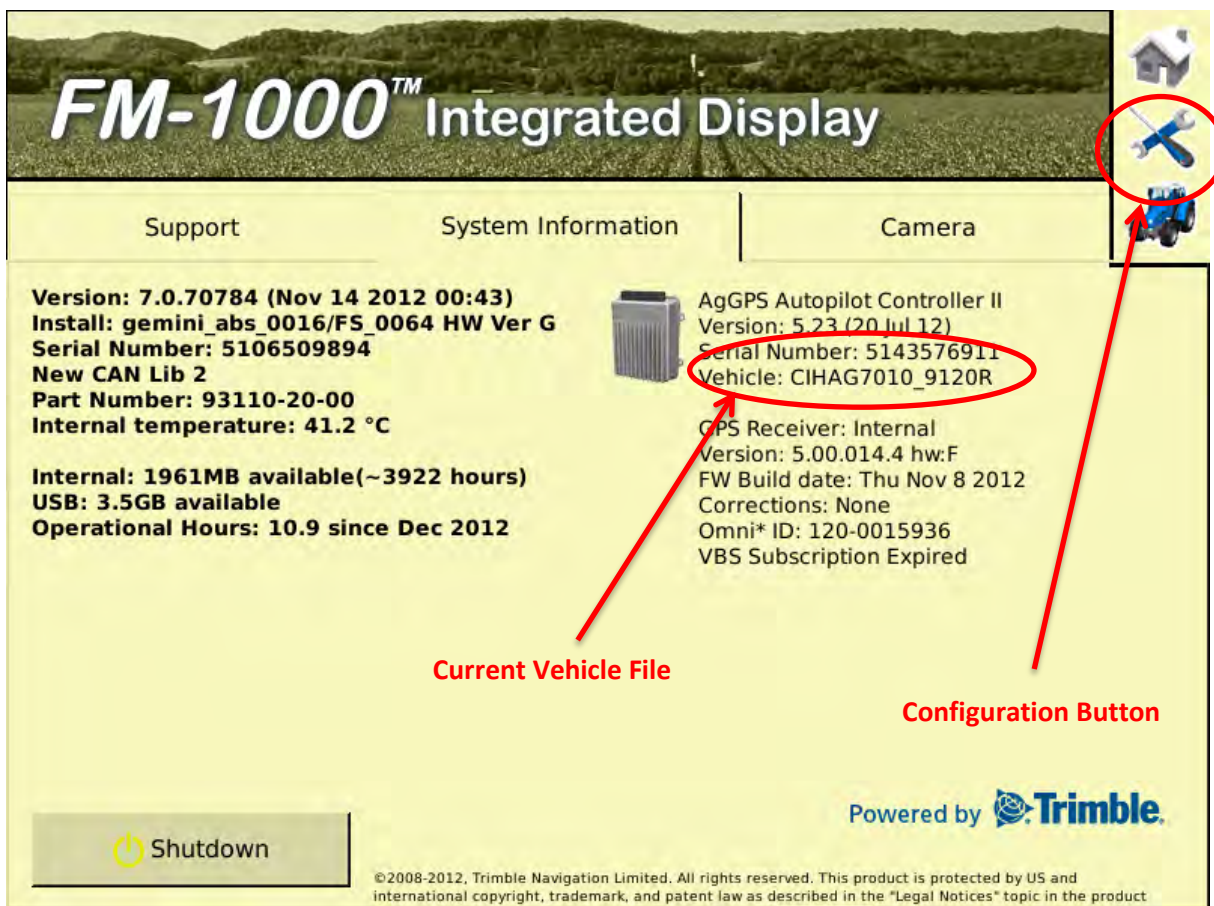 FM-1000™ Integrated Display
Support
System Information
Camera
Version: 7.0.70784 (Nov 14 2012 00:43)
Install: gemini_abs_0016/FS_0064 HW Ver G
Serial Number: 5106509894
New CAN Lib 2
Part Number: 93110-20-00
Internal temperature: 41.2 °C
Internal: 1961MB available(~3922 hours)
USB: 3.5GB available
Operational Hours: 10.9 since Dec 2012
AgGPS Autopilot Controller II
Version: 5.23 (20 Jul 12)
Serial Number: 5143576911
Vehicle: CIHAG7010_9120R
GPS Receiver: Internal
Version: 5.00.014.4 hw:F
FW Build date: Thu Nov 8 2012
Corrections: None
Omni* ID: 120-0015936
VBS Subscription Expired
Current Vehicle File
Configuration Button
Powered by Trimble.
Shutdown
©2008-2012, Trimble Navigation Limited. All rights reserved. This product is protected by US and
international copyright, trademark, and patent law as described in the "Legal Notices" topic in the product